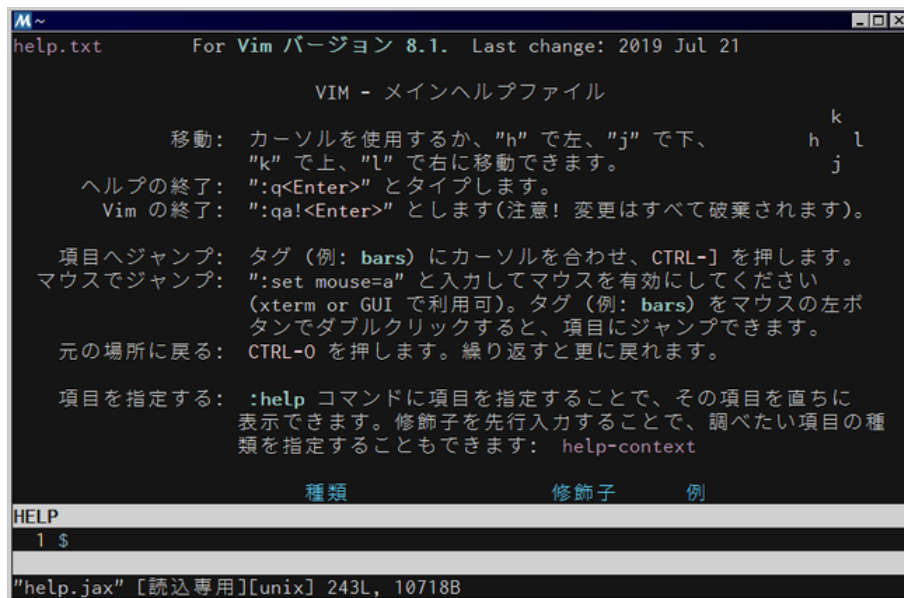 M ~
help.txt For Vim バージョン 8.1. Last change: 2019 Jul 21
VIM - メインヘルプファイル
k
移動: カーソルを使用するか、"h" で左、"j" で下、 h l
"k" で上、"l" で右に移動できます。 j
ヘルプの終了: ":q<Enter>" とタイプします。
Vim の終了: ":qa!<Enter>" とします(注意! 変更はすべて破棄されます)。
項目へジャンプ: タグ (例: bars) にカーソルを合わせ、CTRL-] を押します。
マウスでジャンプ: ":set mouse=a" と入力してマウスを有効にしてください
(xterm or GUI で利用可)。タグ (例: bars) をマウスの左ボ
タンでダブルクリックすると、項目にジャンプできます。
元の場所に戻る: CTRL-O を押します。繰り返すと更に戻れます。
項目を指定する: :help コマンドに項目を指定することで、その項目を直ちに
表示できます。修飾子を先行入力することで、調べたい項目の種
類を指定することもできます: help-context
種類 修飾子 例
HELP
1 $
"help.jax" [読込専用][unix] 243L, 10718B